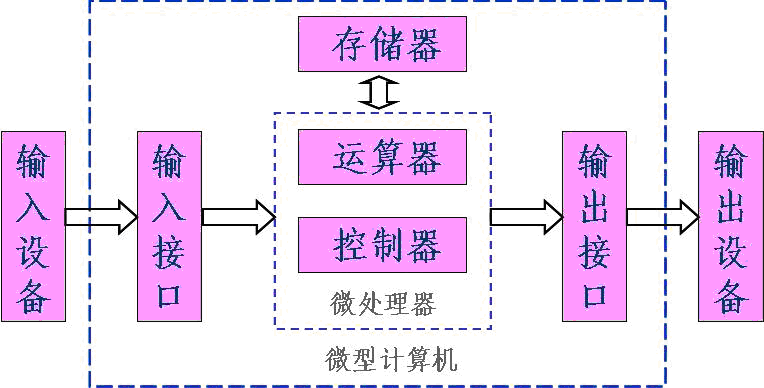 存储器
输入设备
输入接口
运算器
控制器
微处理器
输出接口
输出设备
微型计算机